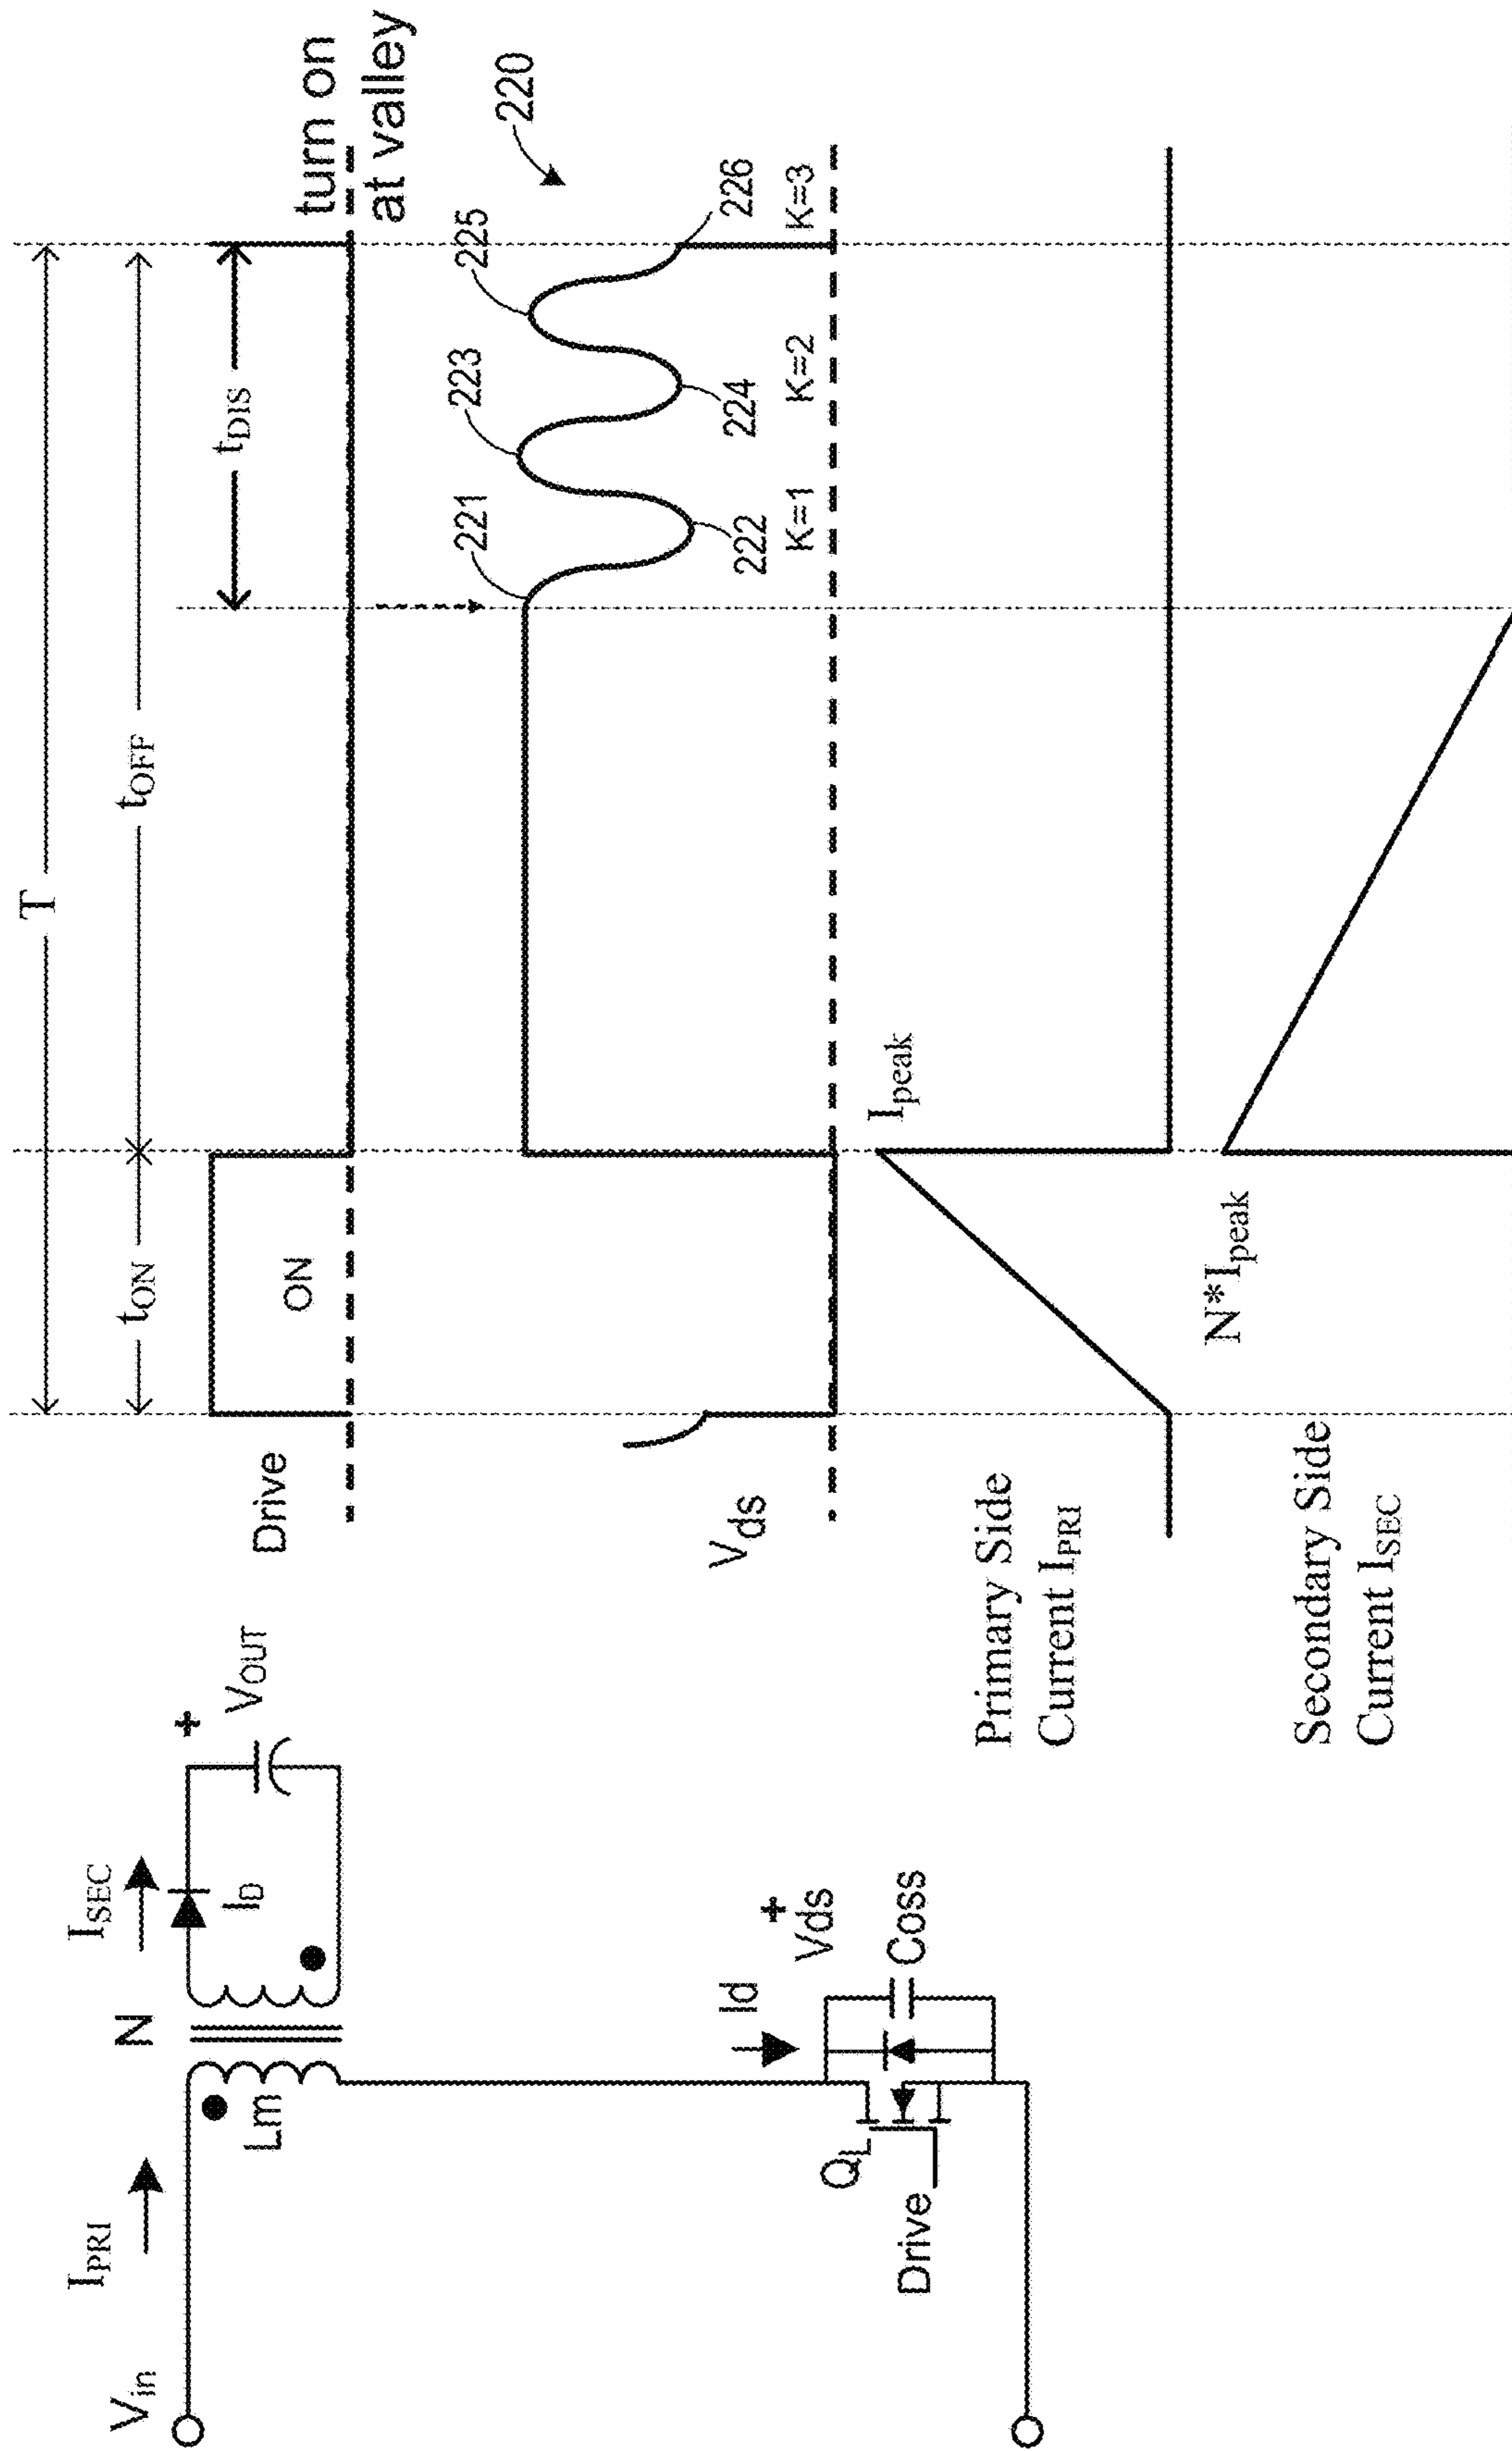 Vin
IPRI
Lm
N
ISEC
ID
+
VOUT
QL
Drive
Id
+
Vds
Coss
T
tON
tOFF
tDIS
Drive
ON
turn on
at valley
Vds
220
221
222
223
224
225
226
K=1
K=2
K=3
Primary Side
Current IPRI
Ipeak
Secondary Side
Current ISEC
N*Ipeak